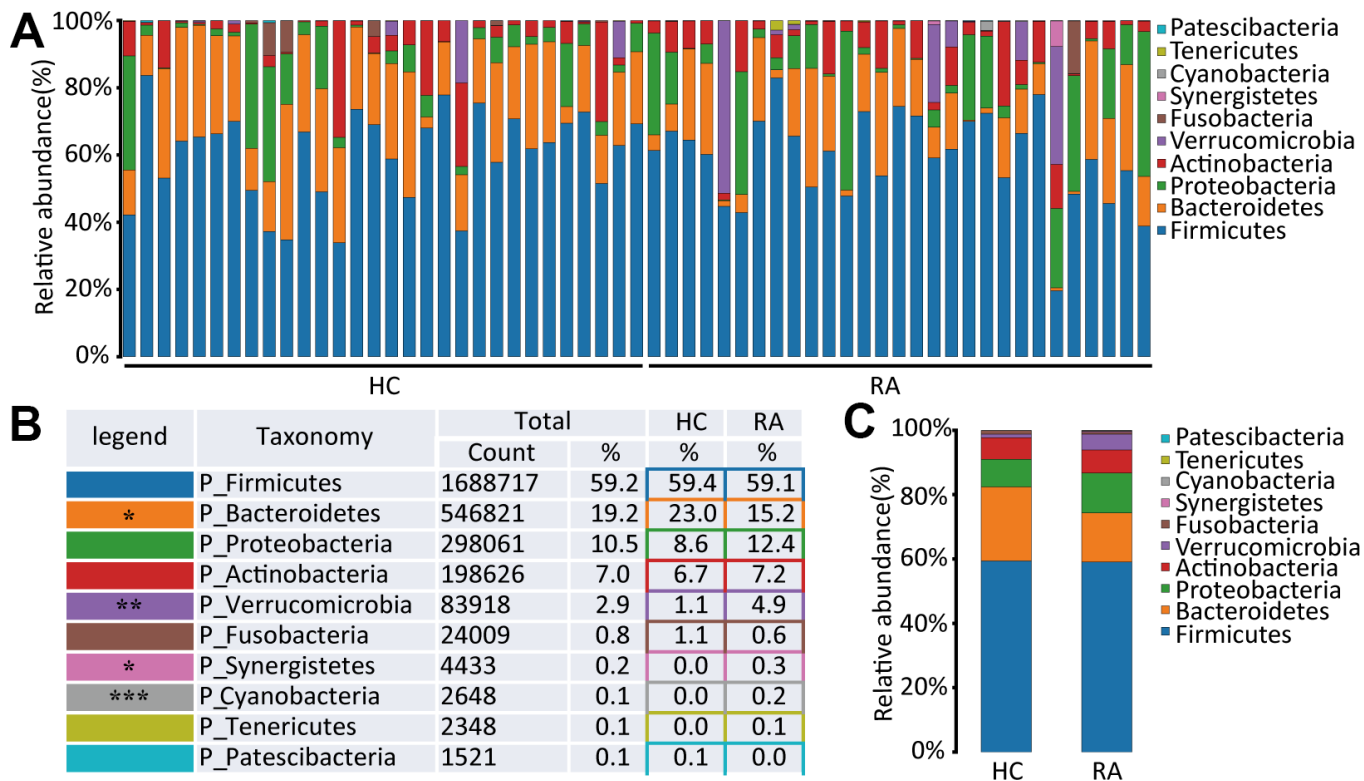 A
Relative abundance(%)
100%
80%
60%
40%
20%
0%
HC
RA
Patescibacteria
Tenericutes
Cyanobacteria
Synergistetes
Fusobacteria
Verrucomicrobia
Actinobacteria
Proteobacteria
Bacteroidetes
Firmicutes
B
legend Taxonomy Total HC RA
Count % % %
P_Firmicutes 1688717 59.2 59.4 59.1
* P_Bacteroidetes 546821 19.2 23.0 15.2
P_Proteobacteria 298061 10.5 8.6 12.4
P_Actinobacteria 198626 7.0 6.7 7.2
** P_Verrucomicrobia 83918 2.9 1.1 4.9
P_Fusobacteria 24009 0.8 1.1 0.6
* P_Synergistetes 4433 0.2 0.0 0.3
*** P_Cyanobacteria 2648 0.1 0.0 0.2
P_Tenericutes 2348 0.1 0.0 0.1
P_Patescibacteria 1521 0.1 0.1 0.0
C
Relative abundance(%)
100%
80%
60%
40%
20%
0%
HC
RA
Patescibacteria
Tenericutes
Cyanobacteria
Synergistetes
Fusobacteria
Verrucomicrobia
Actinobacteria
Proteobacteria
Bacteroidetes
Firmicutes